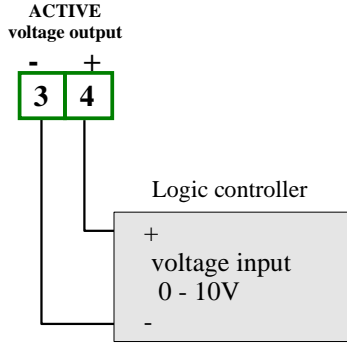 ACTIVE
voltage output
- +
3 4
Logic controller
+
voltage input
0 - 10V
-